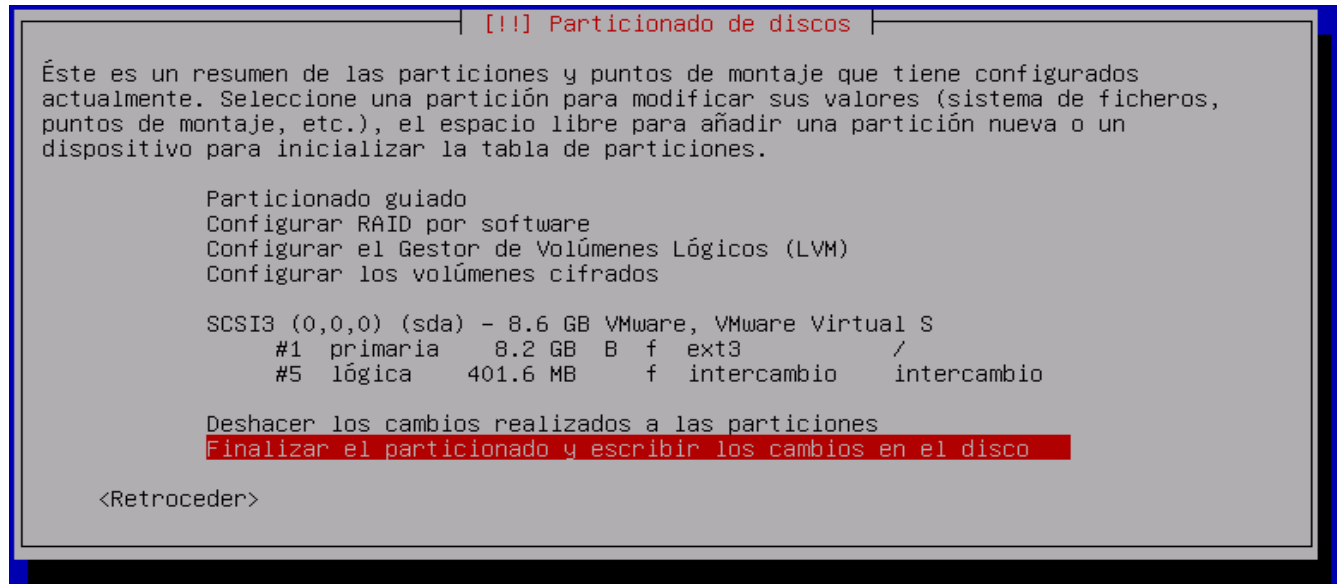 [!!] Particionado de discos
Éste es un resumen de las particiones y puntos de montaje que tiene configurados
actualmente. Seleccione una partición para modificar sus valores (sistema de ficheros,
puntos de montaje, etc.), el espacio libre para añadir una partición nueva o un
dispositivo para inicializar la tabla de particiones.
Particionado guiado
Configurar RAID por software
Configurar el Gestor de Volúmenes Lógicos (LVM)
Configurar los volúmenes cifrados
SCSI3 (0,0,0) (sda) – 8.6 GB VMware, VMware Virtual S
#1 primaria 8.2 GB B f ext3 /
#5 lógica 401.6 MB f intercambio intercambio
Deshacer los cambios realizados a las particiones
Finalizar el particionado y escribir los cambios en el disco
<Retroceder>